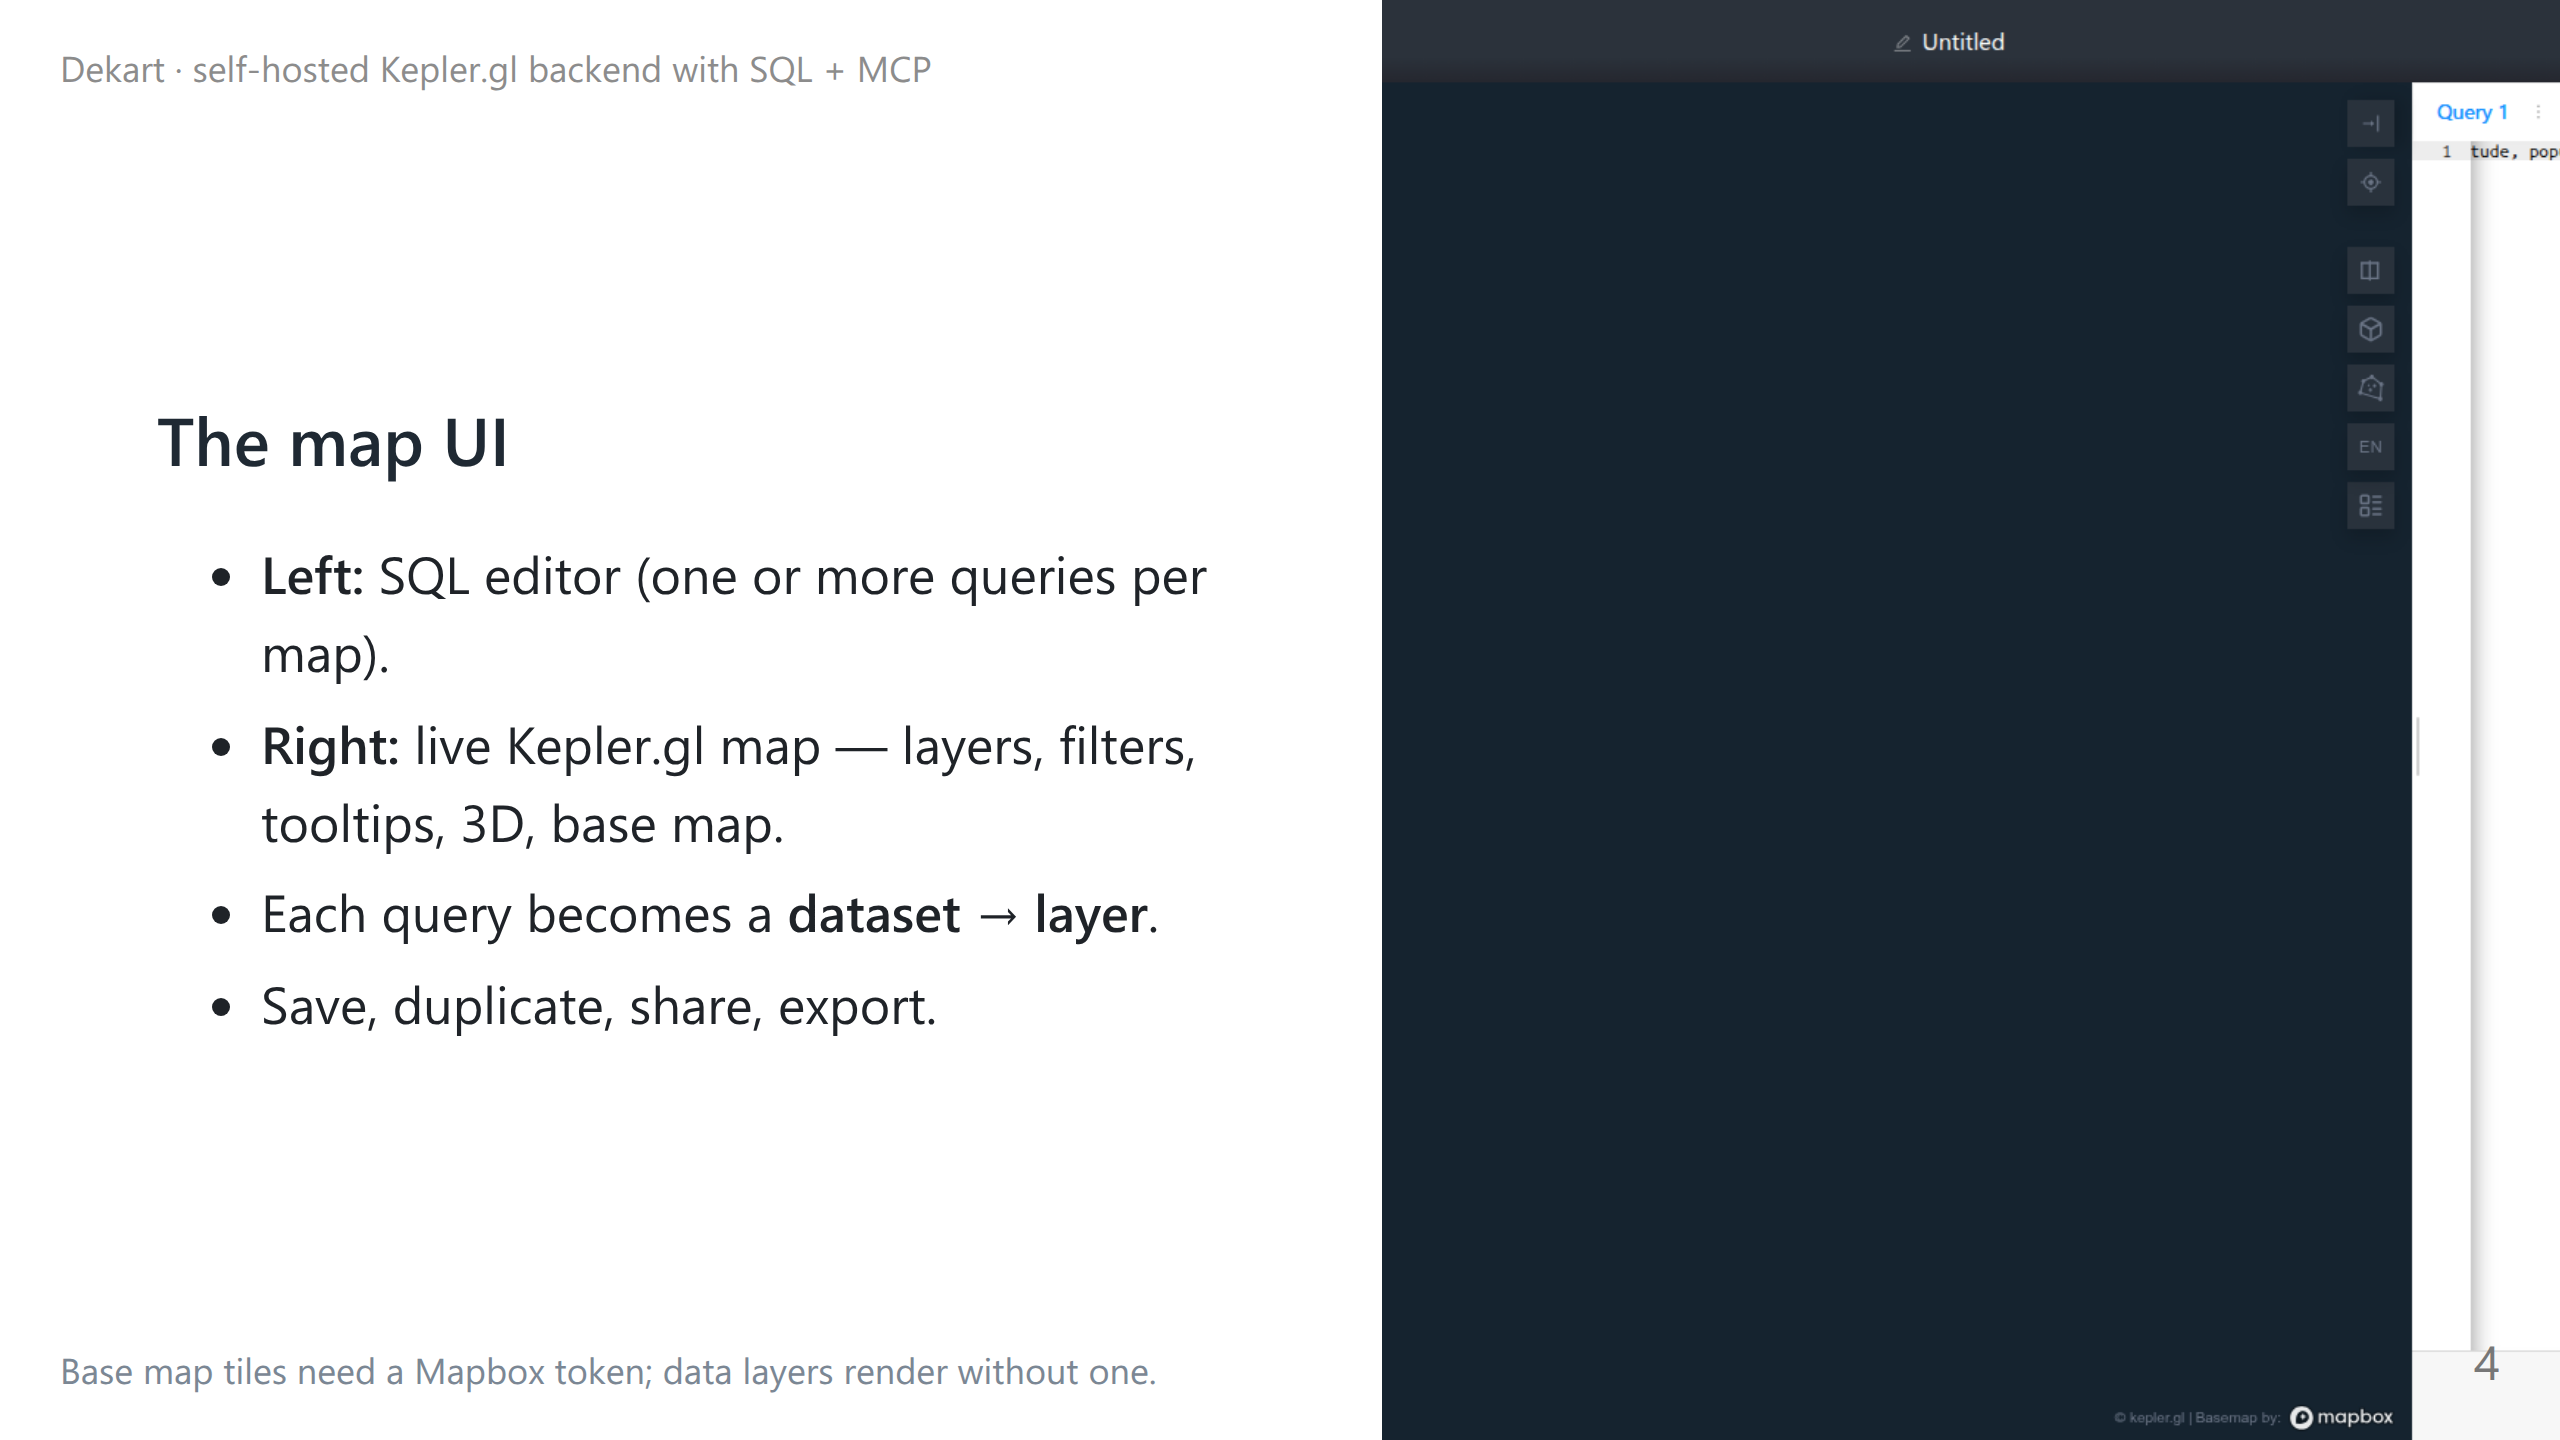 Dekart · self-hosted Kepler.gl backend with SQL + MCP
The map UI
• Left: SQL editor (one or more queries per
map).
• Right: live Kepler.gl map — layers, filters,
tooltips, 3D, base map.
• Each query becomes a dataset → layer.
• Save, duplicate, share, export.
Base map tiles need a Mapbox token; data layers render without one.
Untitled
Query 1
1 tude, pop
EN
© kepler.gl | Basemap by: mapbox
4